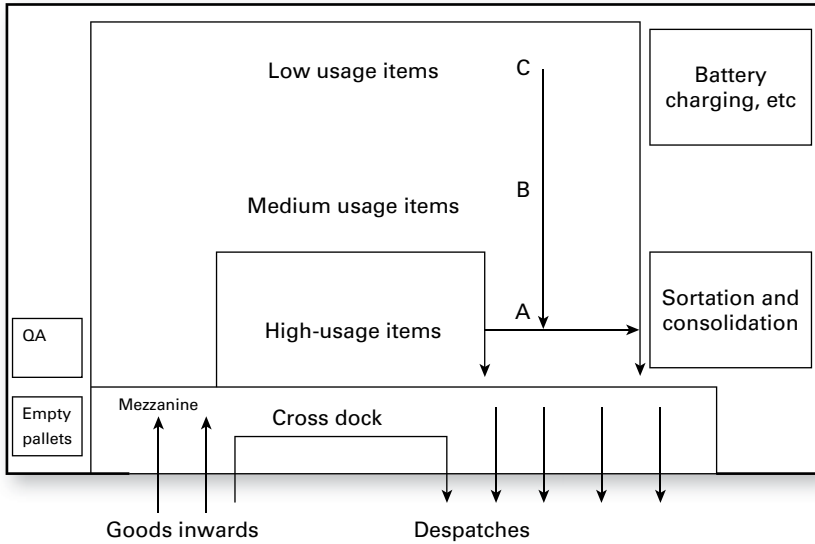 Low usage items
C
Battery
charging, etc
B
Medium usage items
A
High-usage items
Sortation and
consolidation
QA
Empty
pallets
Mezzanine
Cross dock
Goods inwards
Despatches